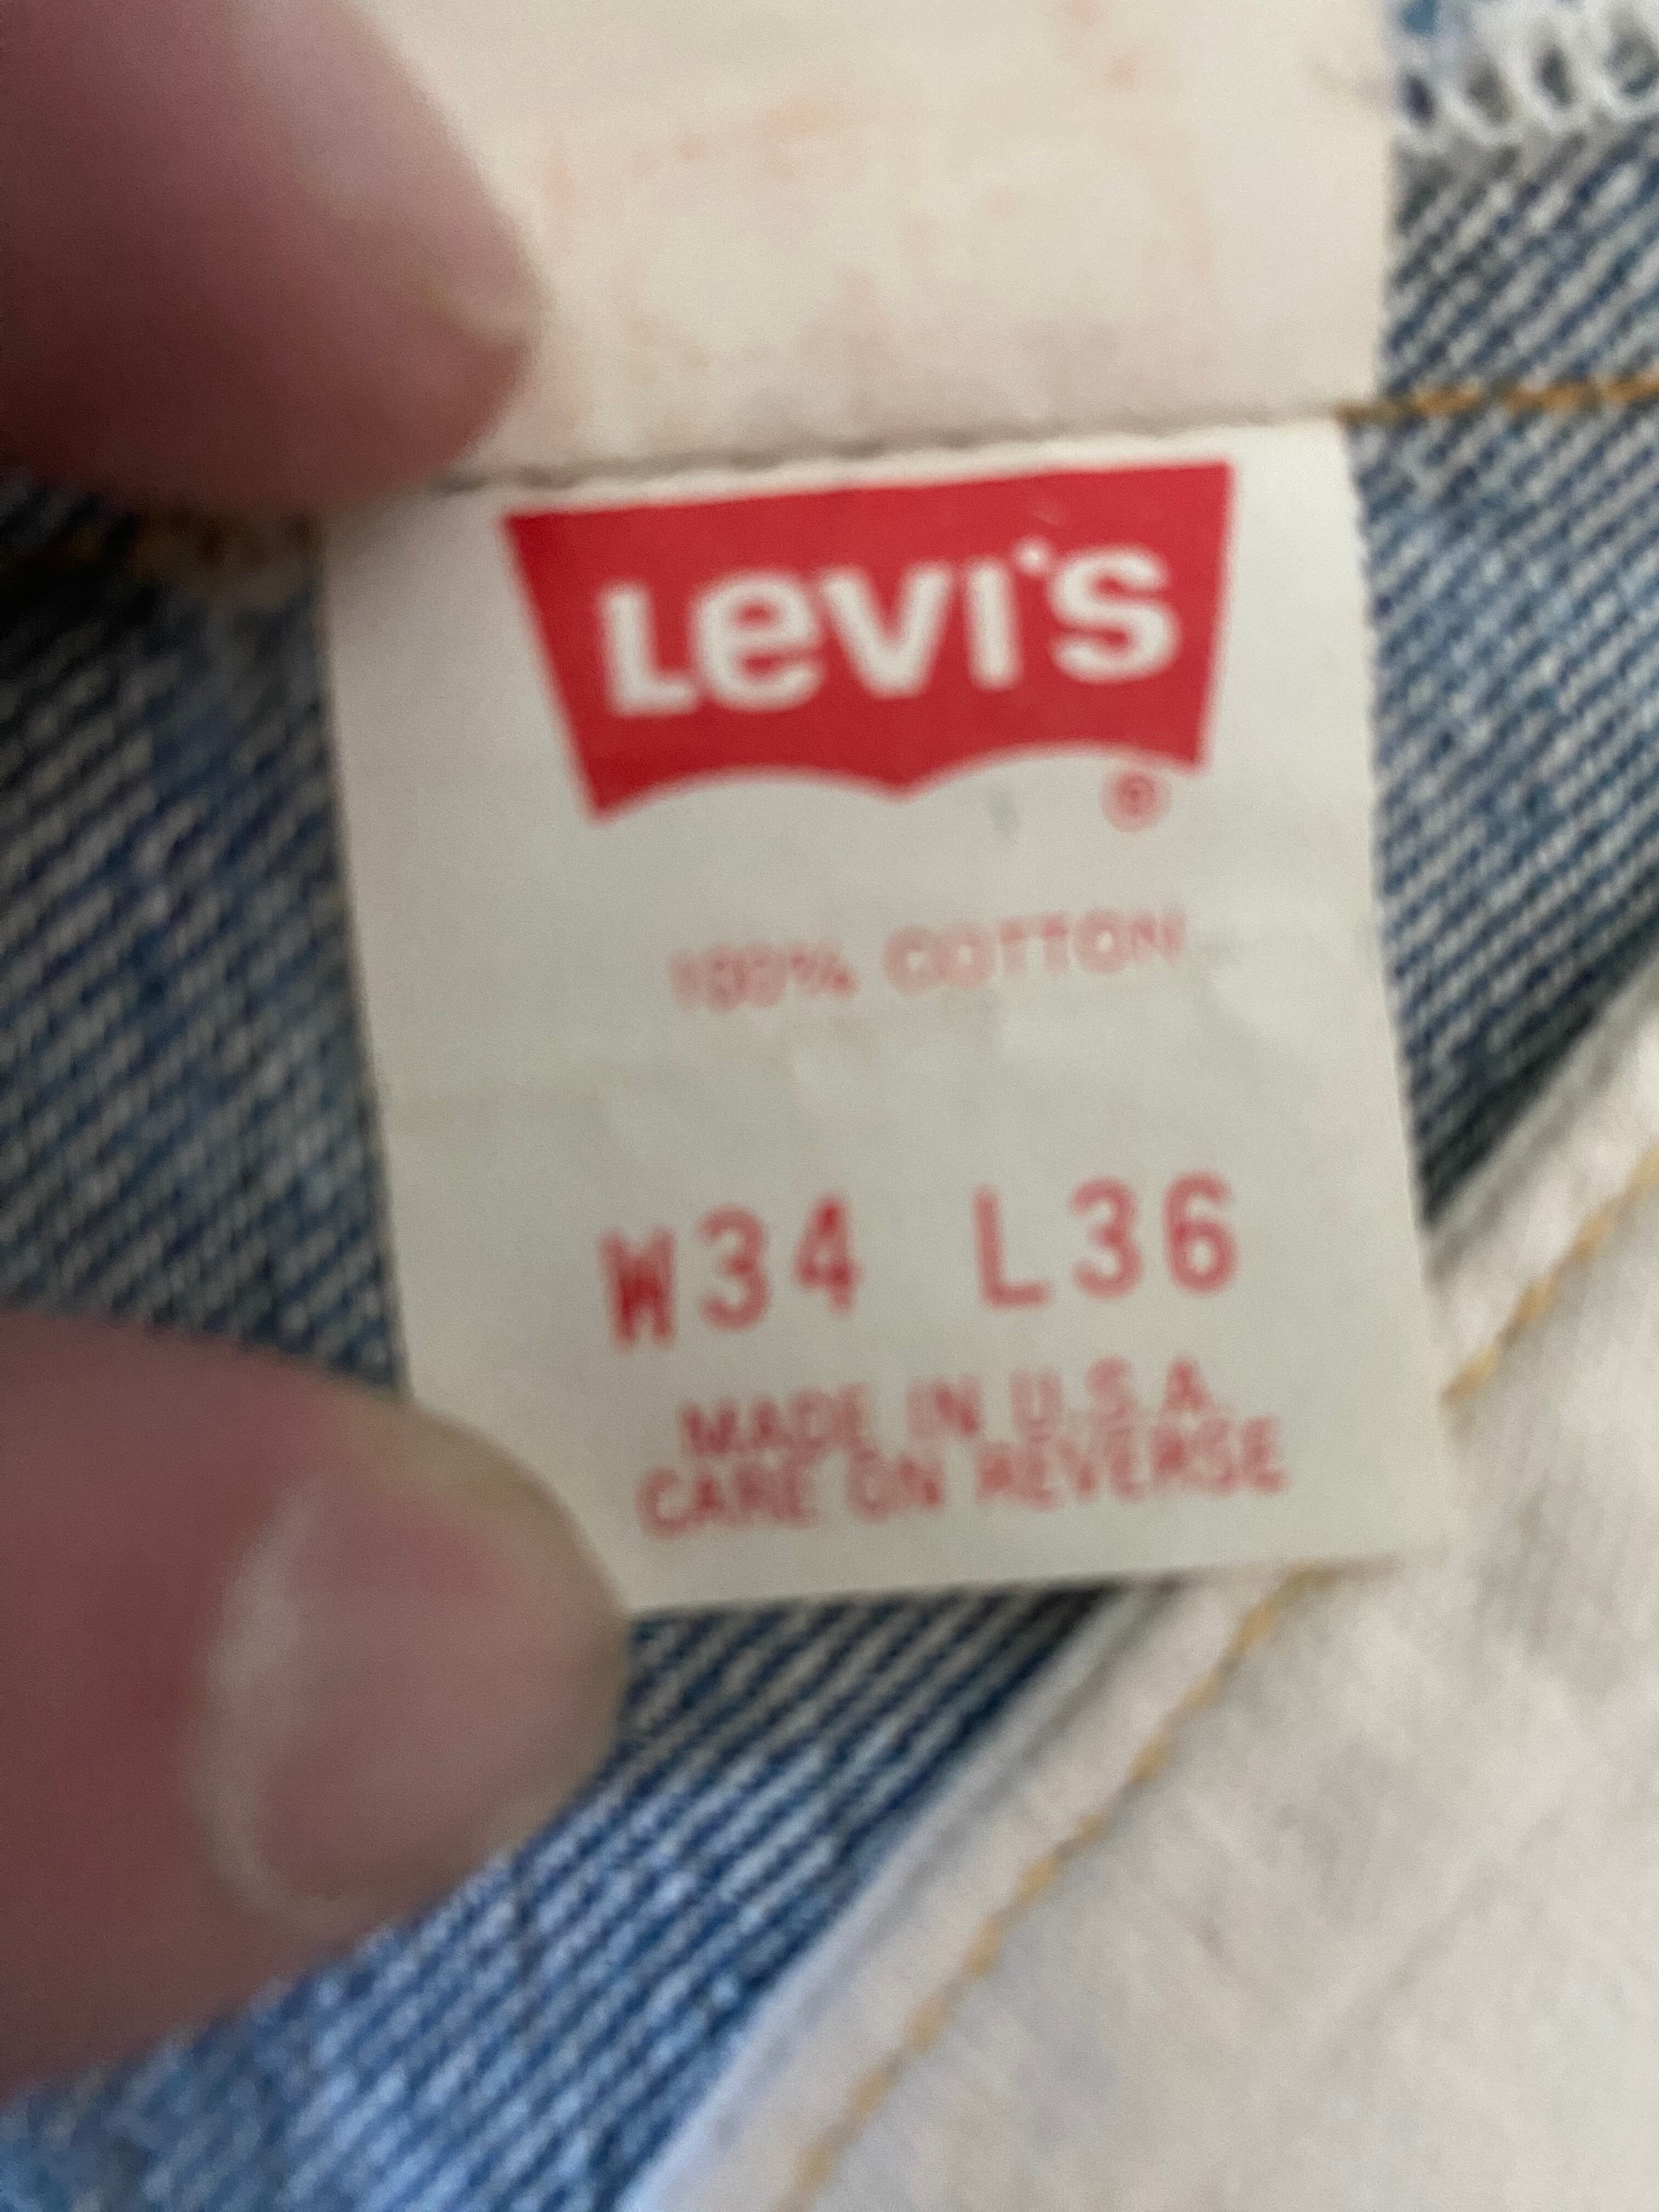 Levi's
®
100% COTTON
W34 L36
MADE IN U.S.A.
CARE ON REVERSE